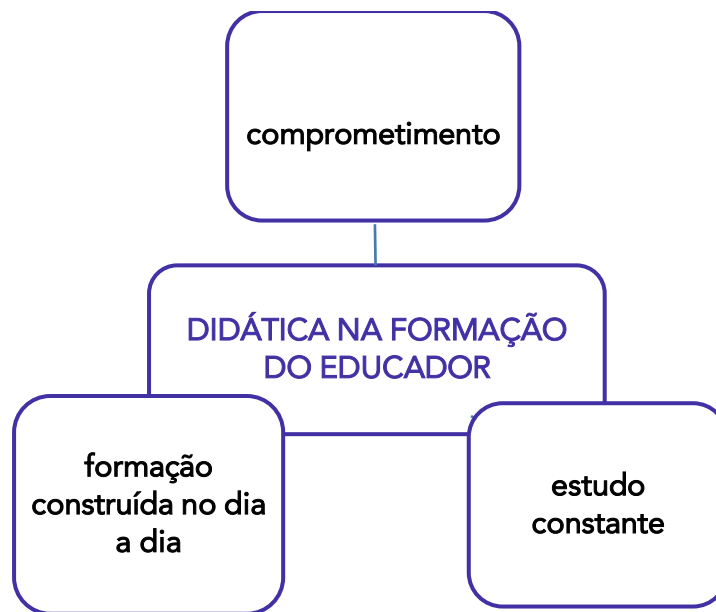 comprometimento
DIDÁTICA NA FORMAÇÃO
DO EDUCADOR
formação
construída no dia
a dia
estudo
constante